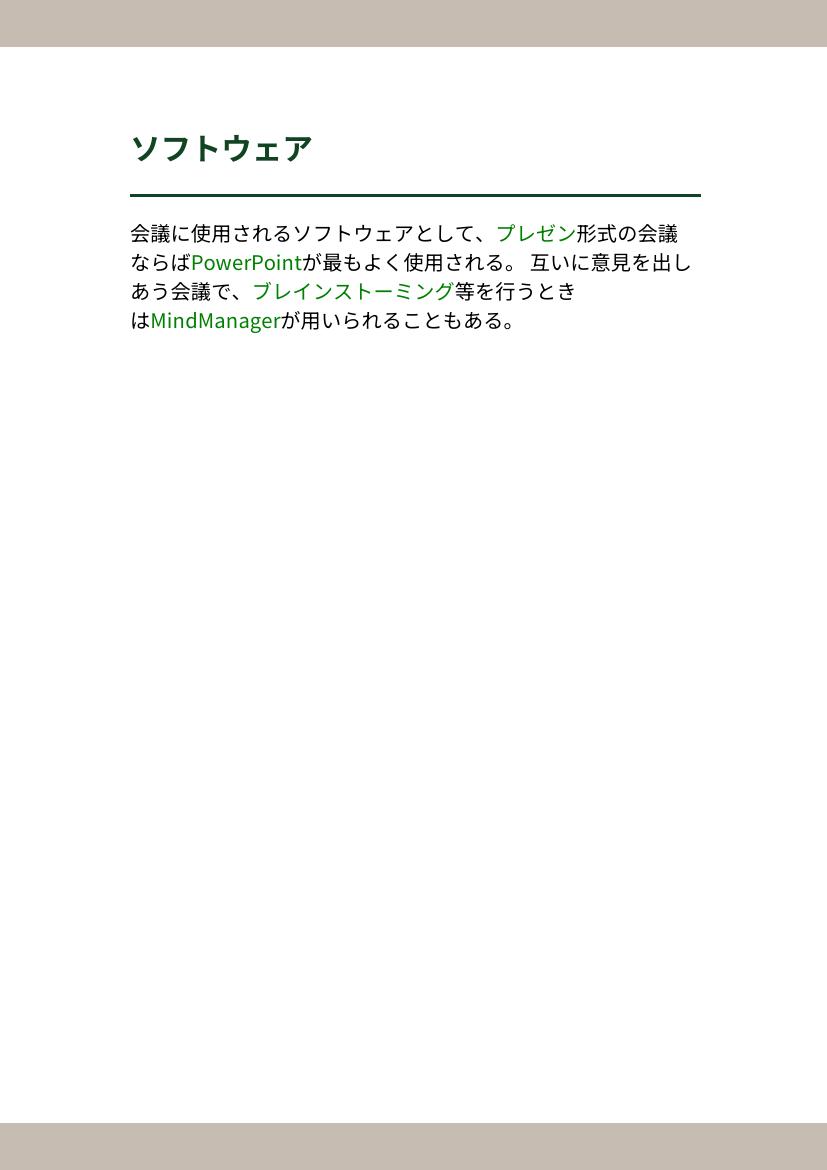 ソフトウェア
会議に使用されるソフトウェアとして、プレゼン形式の会議
ならばPowerPointが最もよく使用される。 互いに意見を出し
あう会議で、ブレインストーミング等を行うとき
はMindManagerが用いられることもある。